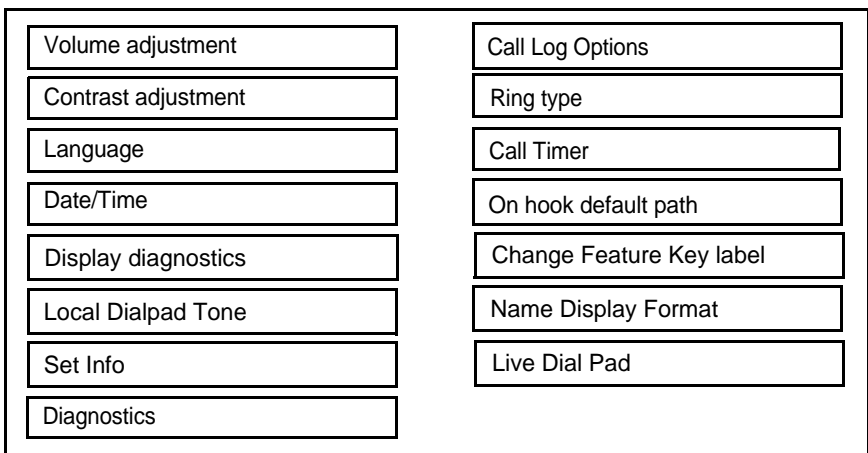 Volume adjustment
Contrast adjustment
Language
Date/Time
Display diagnostics
Local Dialpad Tone
Set Info
Diagnostics
Call Log Options
Ring type
Call Timer
On hook default path
Change Feature Key label
Name Display Format
Live Dial Pad